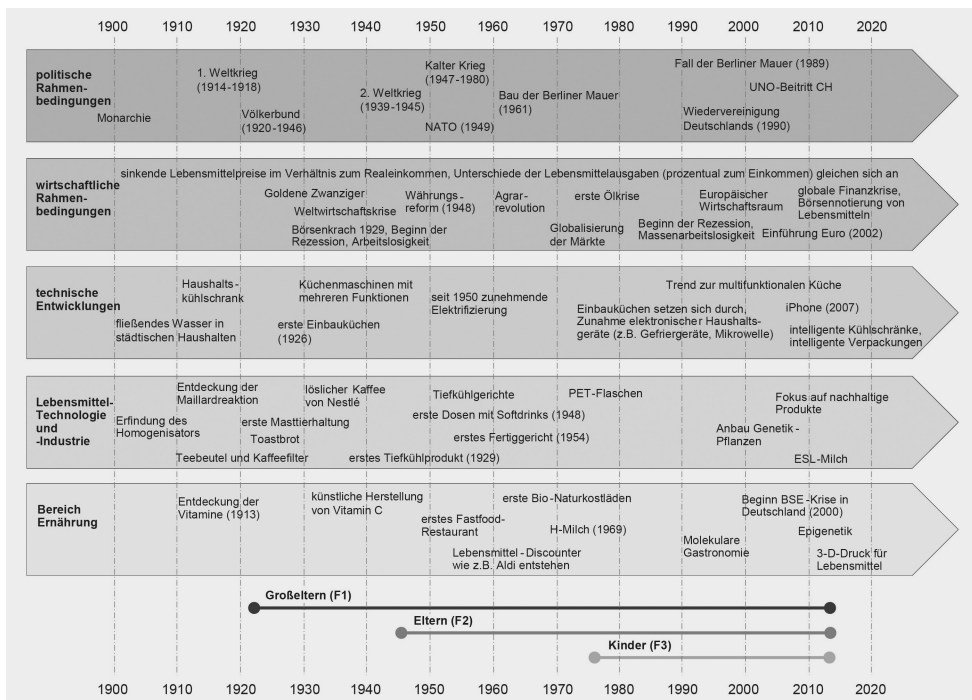 1900 1910 1920 1930 1940 1950 1960 1970 1980 1990 2000 2010 2020
politische
Rahmen-
bedingungen
Monarchie
1. Weltkrieg
(1914-1918)
Völkerbund
(1920-1946)
2. Weltkrieg
(1939-1945)
Kalter Krieg
(1947-1980)
NATO (1949)
Bau der Berliner Mauer
(1961)
Fall der Berliner Mauer (1989)
UNO-Beitritt CH
Wiedervereinigung
Deutschlands (1990)
wirtschaftliche
Rahmen-
bedingungen
sinkende Lebensmittelpreise im Verhältnis zum Realeinkommen, Unterschiede der Lebensmittelausgaben (prozentual zum Einkommen) gleichen sich an
Goldene Zwanziger
Weltwirtschaftskrise
Börsenkrach 1929, Beginn der
Rezession, Arbeitslosigkeit
Währungs-
reform (1948)
Agrar-
revolution
erste Ölkrise
Globalisierung
der Märkte
Europäischer
Wirtschaftsraum
Beginn der Rezession,
Massenarbeitslosigkeit
globale Finanzkrise,
Börsennotierung von
Lebensmitteln
Einführung Euro (2002)
technische
Entwicklungen
fließendes Wasser in
städtischen Haushalten
Haushalts-
kühlschrank
Küchenmaschinen mit
mehreren Funktionen
erste Einbauküchen
(1926)
seit 1950 zunehmende
Elektrifizierung
Trend zur multifunktionalen Küche
Einbauküchen setzen sich durch,
Zunahme elektronischer Haushalts-
geräte (z.B. Gefriergeräte, Mikrowelle)
iPhone (2007)
intelligente Kühlschränke,
intelligente Verpackungen
Lebensmittel-
Technologie
und
-Industrie
Erfindung des
Homogenisators
Entdeckung der
Maillardreaktion
erste Masttierhaltung
Toastbrot
Teebeutel und Kaffeefilter
löslicher Kaffee
von Nestlé
erstes Tiefkühlprodukt (1929)
Tiefkühlgerichte
erste Dosen mit Softdrinks (1948)
erstes Fertiggericht (1954)
PET-Flaschen
Anbau Genetik-
Pflanzen
Fokus auf nachhaltige
Produkte
ESL-Milch
Bereich
Ernährung
Entdeckung der
Vitamine (1913)
künstliche Herstellung
von Vitamin C
erstes Fastfood-
Restaurant
Lebensmittel-Discounter
wie z.B. Aldi entstehen
erste Bio-Naturkostläden
H-Milch (1969)
Molekulare
Gastronomie
Beginn BSE-Krise in
Deutschland (2000)
Epigenetik
3-D-Druck für
Lebensmittel
Großeltern (F1)
Eltern (F2)
Kinder (F3)
1900 1910 1920 1930 1940 1950 1960 1970 1980 1990 2000 2010 2020